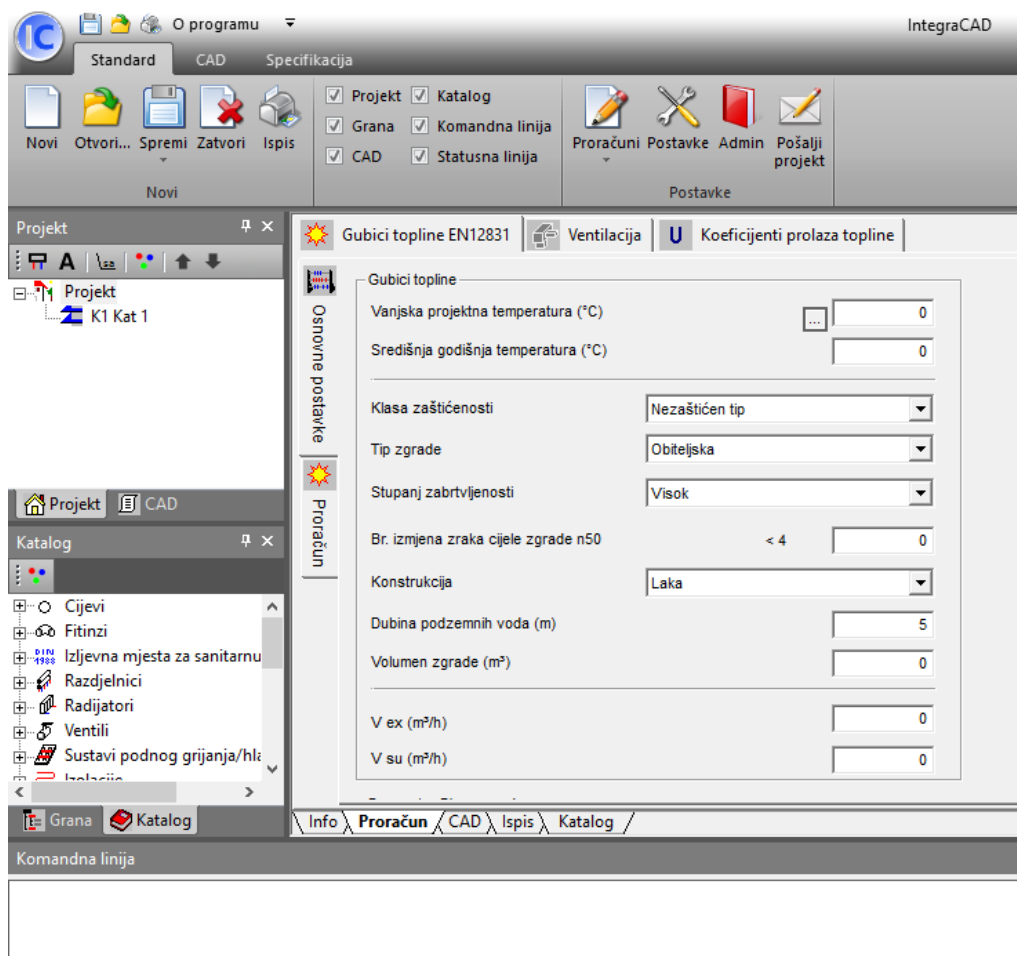 IC O programu IntegraCAD
Standard CAD Specifikacija
Novi Otvori... Spremi Zatvori Ispis
Projekt Katalog
Grana Komandna linija
CAD Statusna linija
Proračuni Postavke Admin Pošalji projekt
Novi
Postavke
Projekt
A
Projekt
K1 Kat 1
Projekt CAD
Katalog
Cijevi
Fitinzi
DIN 1988 Izljevna mjesta za sanitarnu
Razdjelnici
Radijatori
Ventili
Sustavi podnog grijanja/hla
Izolacije
Grana Katalog
Gubici topline EN12831 Ventilacija U Koeficijenti prolaza topline
Osnovne postavke
Proračun
Gubici topline
Vanjska projektna temperatura (°C) ... 0
Središnja godišnja temperatura (°C) 0
Klasa zaštićenosti Nezaštićen tip
Tip zgrade Obiteljska
Stupanj zabrtvljenosti Visok
Br. izmjena zraka cijele zgrade n50 < 4 0
Konstrukcija Laka
Dubina podzemnih voda (m) 5
Volumen zgrade (m³) 0
V ex (m³/h) 0
V su (m³/h) 0
Info Proračun CAD Ispis Katalog
Komandna linija